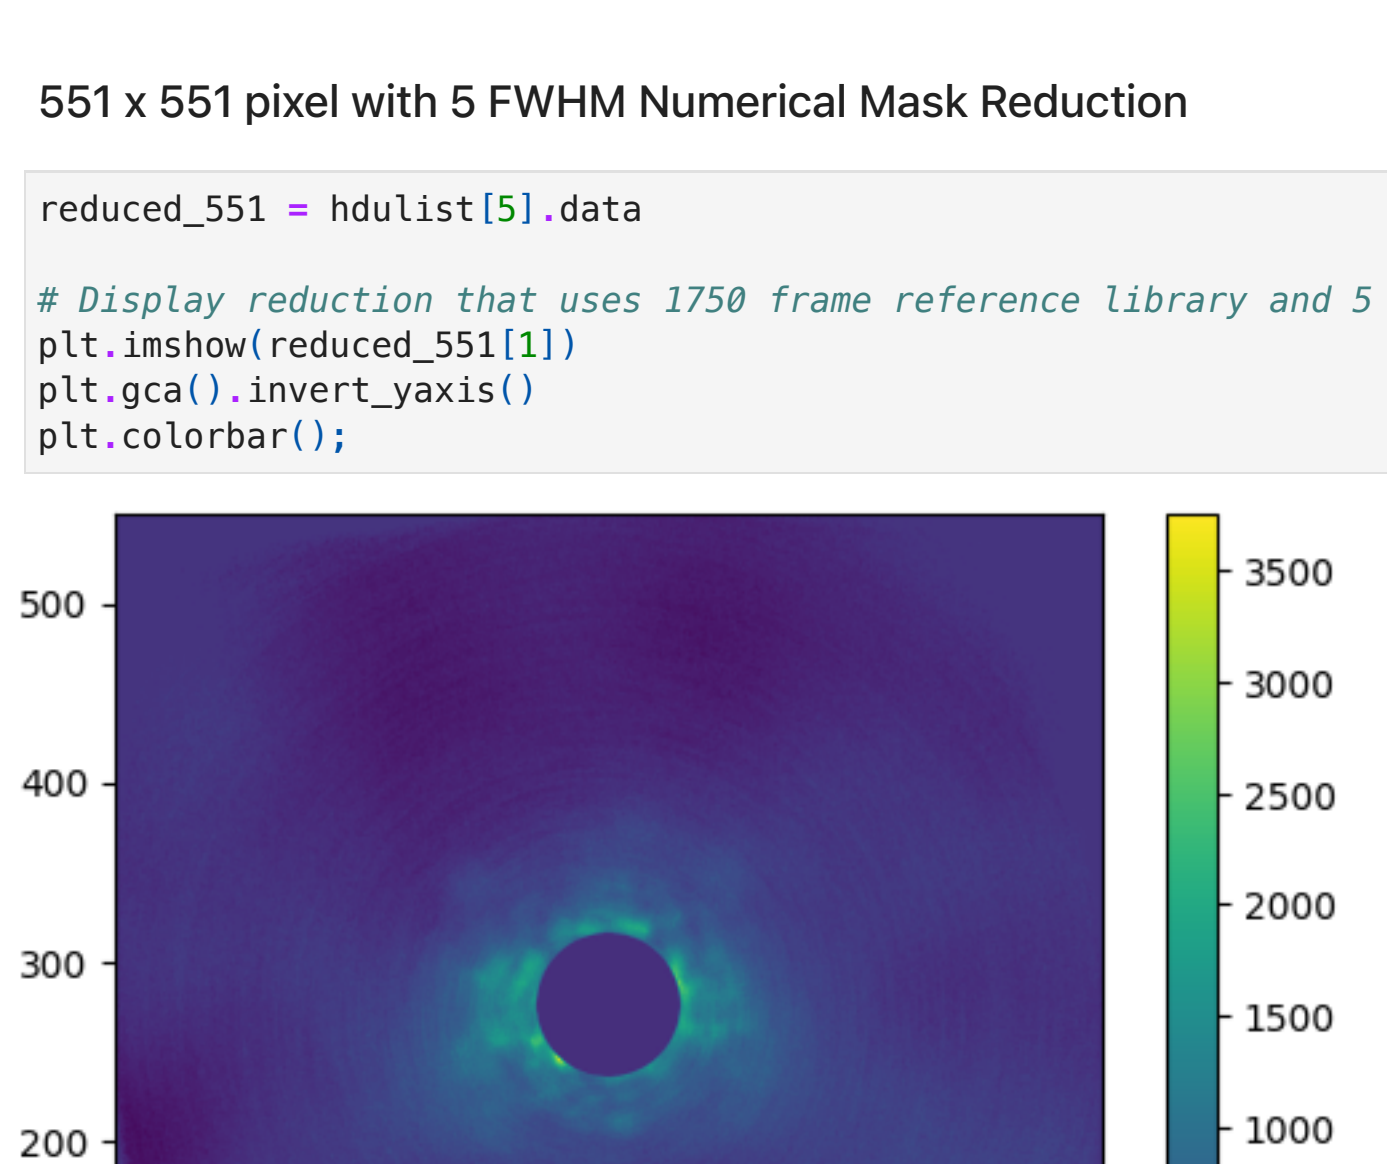 551 x 551 pixel with 5 FWHM Numerical Mask Reduction
reduced_551 = hdulist[5].data
# Display reduction that uses 1750 frame reference library and 5
plt.imshow(reduced_551[1])
plt.gca().invert_yaxis()
plt.colorbar();
500
400
300
200
3500
3000
2500
2000
1500
1000